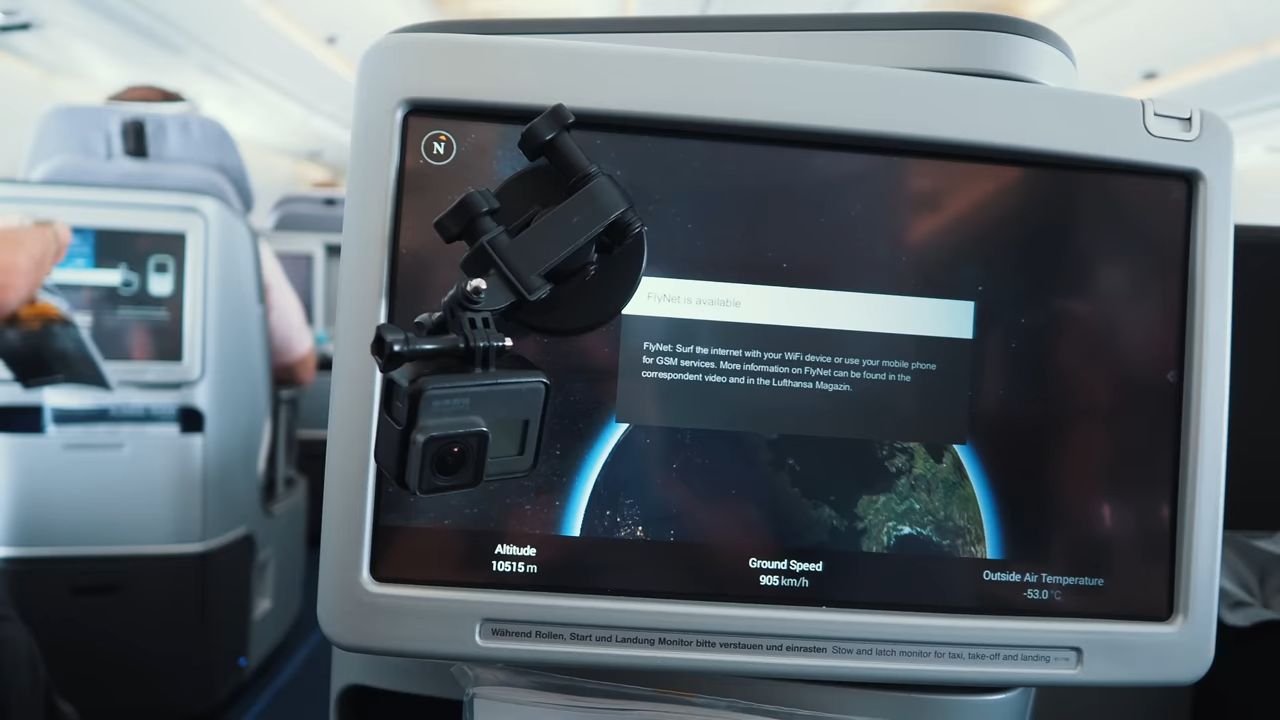 N
FlyNet is available
FlyNet: Surf the internet with your WiFi device or use your mobile phone
for GSM services. More information on FlyNet can be found in the
correspondent video and in the Lufthansa Magazin.
Altitude
10515 m
Ground Speed
905 km/h
Outside Air Temperature
-53.0 °C
Während Rollen, Start und Landung Monitor bitte verstauen und einrasten Stow and latch monitor for taxi, take-off and landing